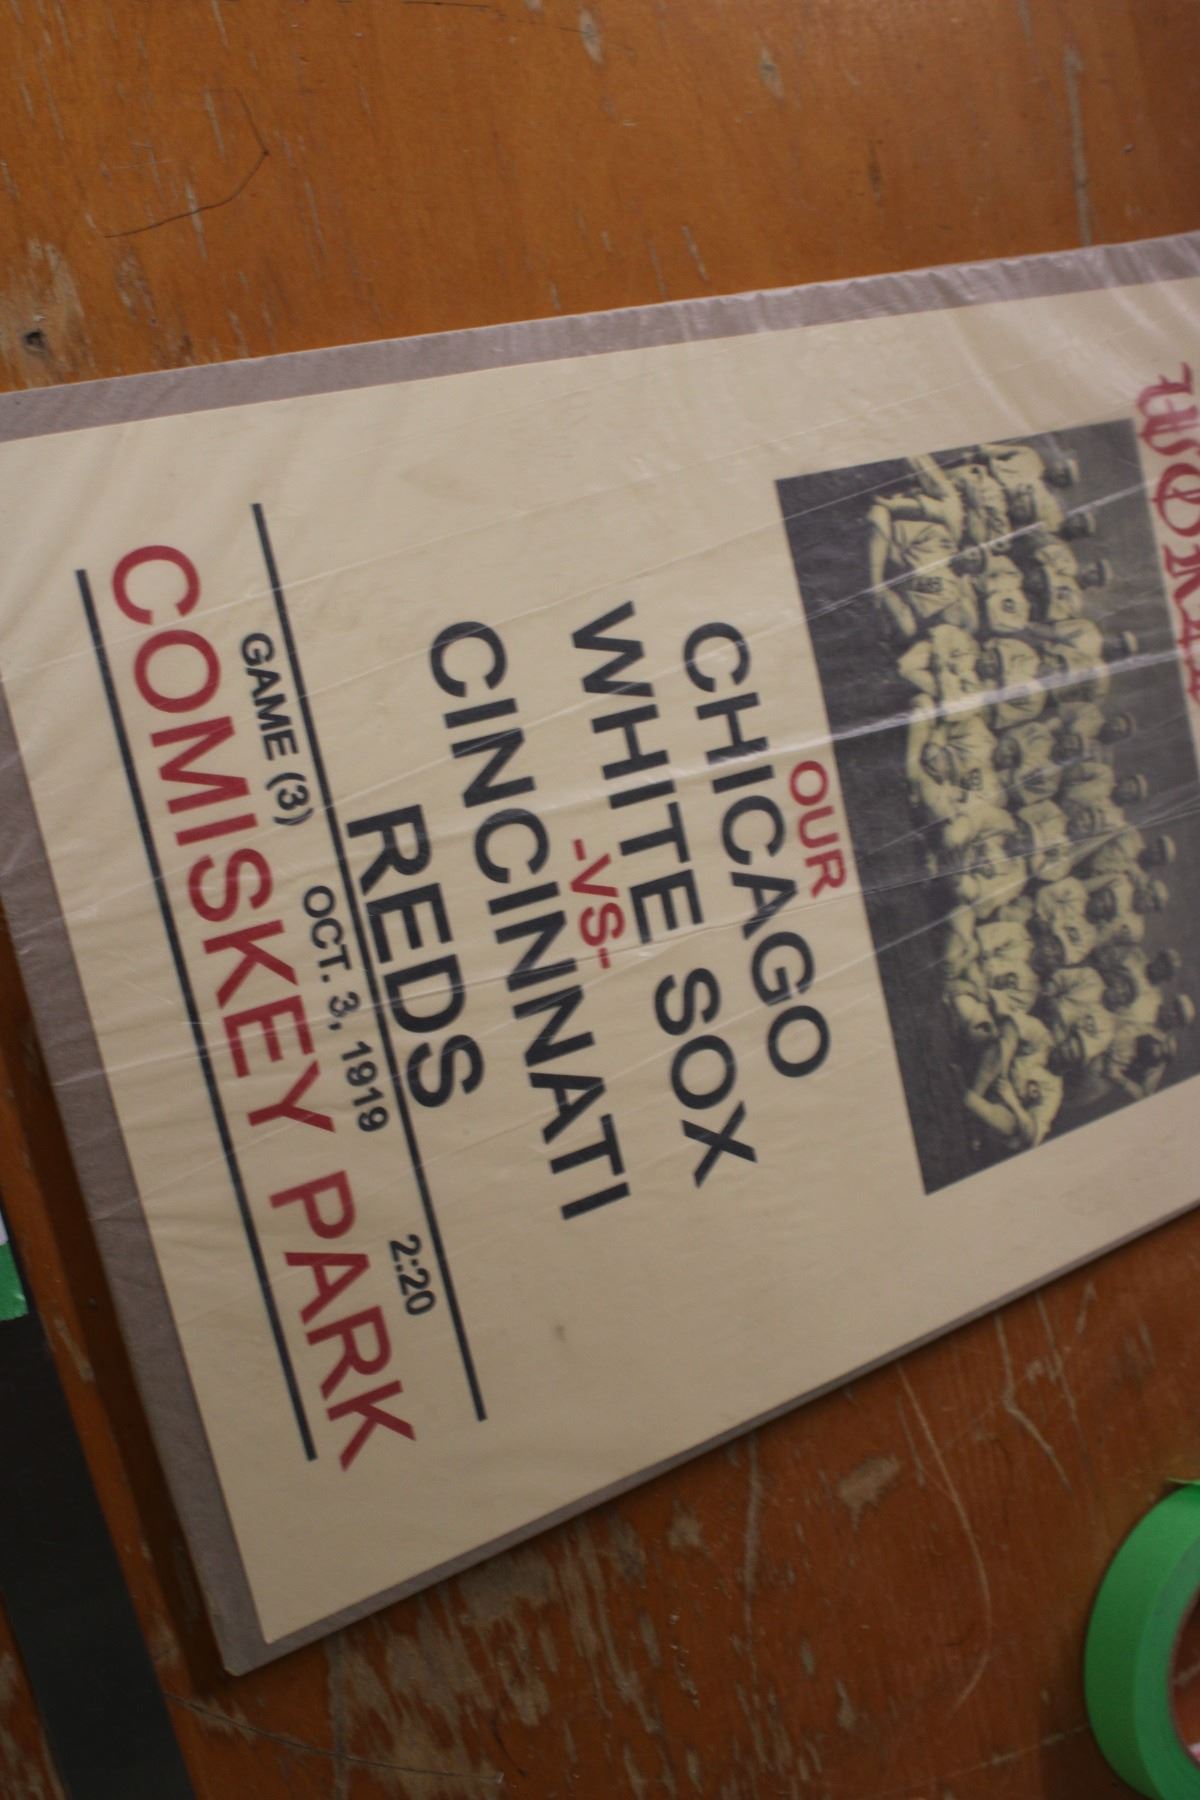 OUR
CHICAGO
WHITE SOX
-VS-
CINCINNATI
REDS
GAME (3) OCT. 3, 1919 2:20
COMISKEY PARK